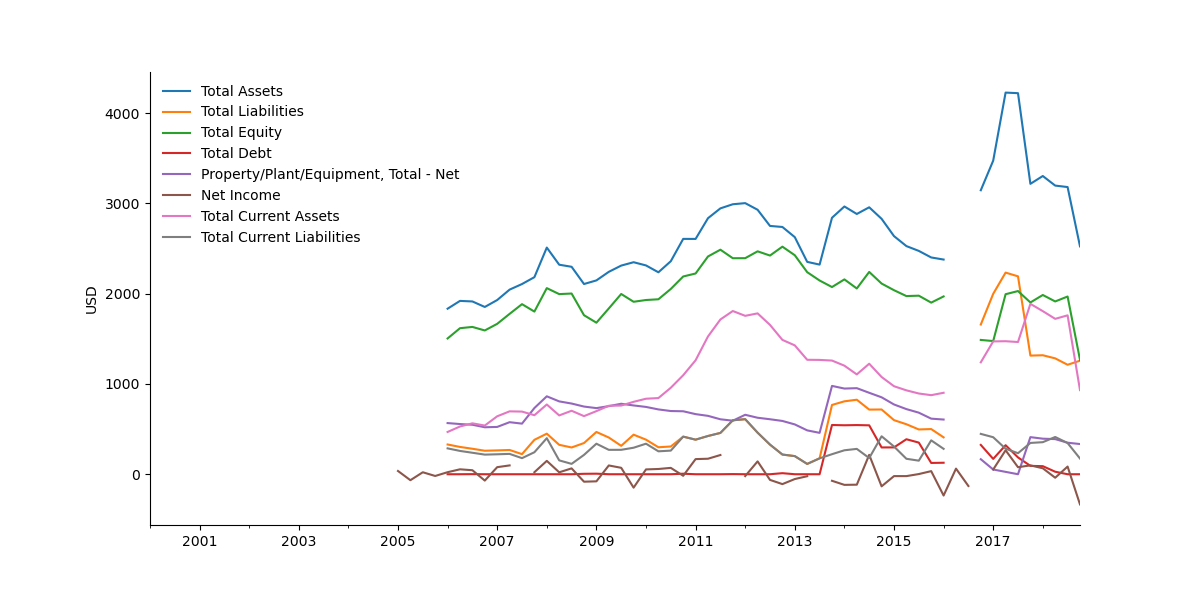 Total Assets
Total Liabilities
Total Equity
Total Debt
Property/Plant/Equipment, Total - Net
Net Income
Total Current Assets
Total Current Liabilities
USD
4000
3000
2000
1000
0
2001 2003 2005 2007 2009 2011 2013 2015 2017